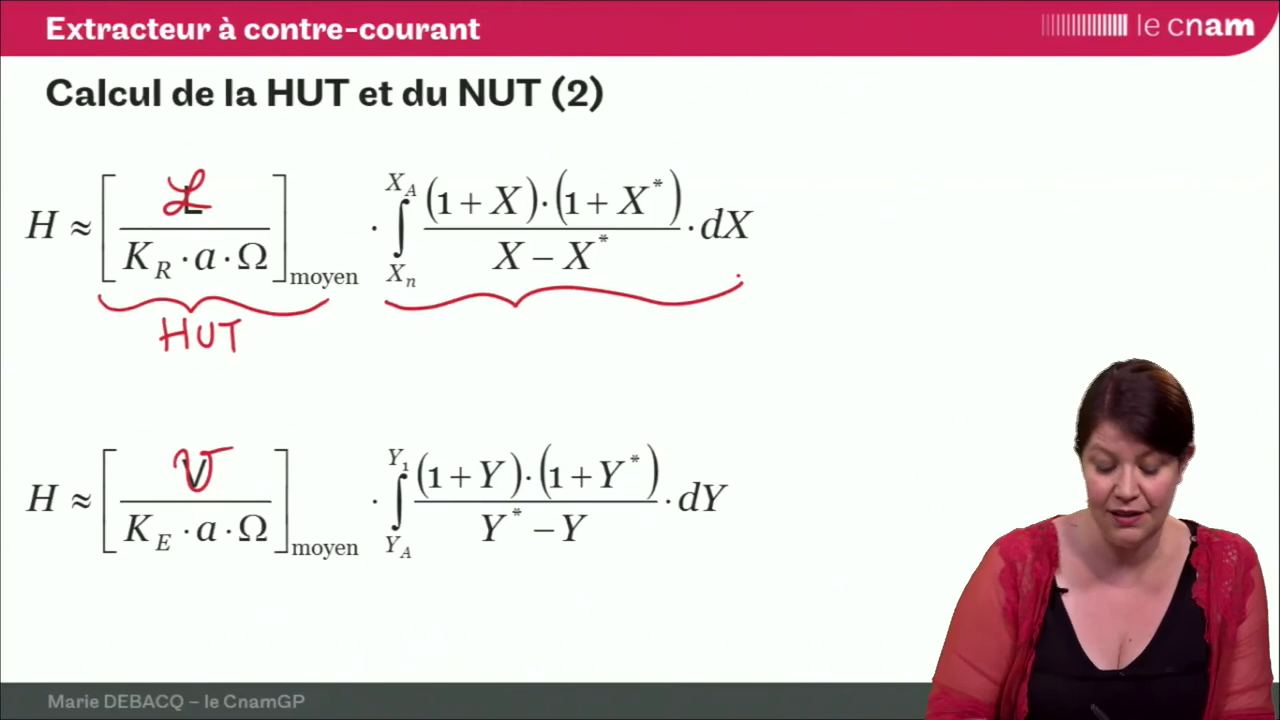 Extracteur à contre-courant
le cnam
Calcul de la HUT et du NUT (2)
H ≈ [ℒ / (K_R · a · Ω)]_moyen · ∫_{X_n}^{X_A} ((1 + X)·(1 + X*)) / (X − X*) · dX
HUT
H ≈ [𝒱 / (K_E · a · Ω)]_moyen · ∫_{Y_A}^{Y_1} ((1 + Y)·(1 + Y*)) / (Y* − Y) · dY
Marie DEBACQ – le CnamGP